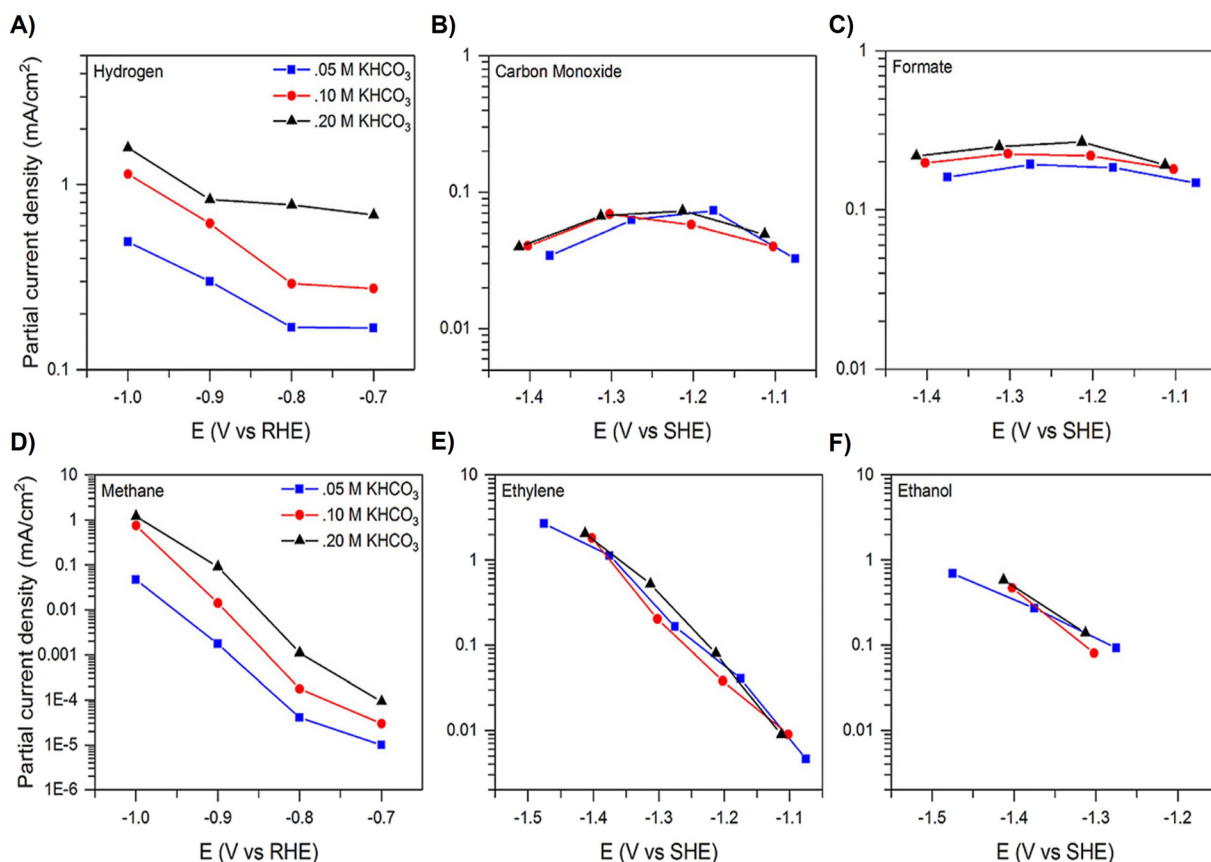 A)
Hydrogen
.05 M KHCO₃
.10 M KHCO₃
.20 M KHCO₃
Partial current density (mA/cm²)
1
0.1
-1.0 -0.9 -0.8 -0.7
E (V vs RHE)
B)
Carbon Monoxide
1
0.1
0.01
-1.4 -1.3 -1.2 -1.1
E (V vs SHE)
C)
Formate
1
0.1
0.01
-1.4 -1.3 -1.2 -1.1
E (V vs SHE)
D)
Methane
.05 M KHCO₃
.10 M KHCO₃
.20 M KHCO₃
Partial current density (mA/cm²)
10
1
0.1
0.01
0.001
1E-4
1E-5
1E-6
-1.0 -0.9 -0.8 -0.7
E (V vs RHE)
E)
Ethylene
10
1
0.1
0.01
-1.5 -1.4 -1.3 -1.2 -1.1
E (V vs SHE)
F)
Ethanol
10
1
0.1
0.01
-1.5 -1.4 -1.3 -1.2
E (V vs SHE)